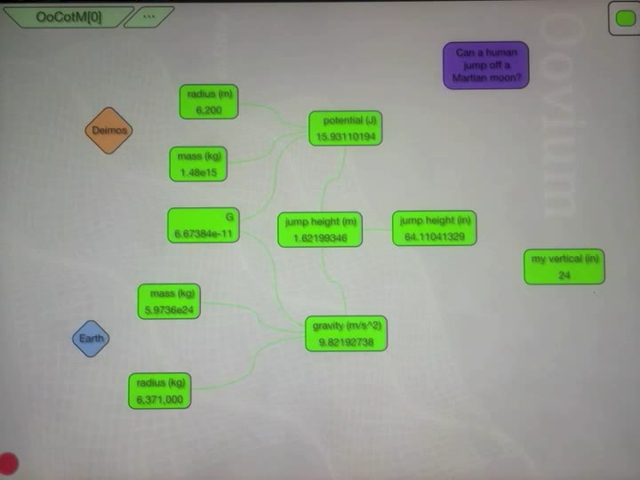 OoCotM[0]
...
Can a human
jump off a
Martian moon?
Oovium
radius (m)
6,200
Deimos
potential (J)
15.93110194
mass (kg)
1.48e15
G
6.67384e-11
jump height (m)
1.62199346
jump height (in)
64.11041329
my vertical (in)
24
mass (kg)
5.9736e24
Earth
gravity (m/s^2)
9.82192738
radius (kg)
6,371,000